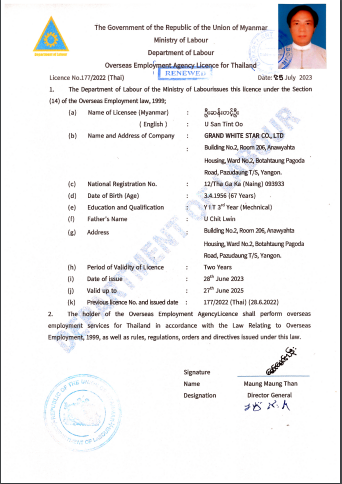 The Government of the Republic of the Union of Myanmar
Ministry of Labour
Department of Labour
Overseas Employment Agency Licence for Thailand
RENEWED
Licence No.177/2022 (Thai) Date: 25 July 2023
1. The Department of Labour of the Ministry of Labourissues this licence under the Section
(14) of the Overseas Employment law, 1999;
(a) Name of Licensee (Myanmar) : ဦးဆန်းတင့်ဦး
( English ) : U San Tint Oo
(b) Name and Address of Company : GRAND WHITE STAR CO., LTD
: Building No.2, Room 206, Anawyahta
Housing, Ward No.2, Botahtaung Pagoda
Road, Pazudaung T/S, Yangon.
(c) National Registration No. : 12/Tha Ga Ka (Naing) 093933
(d) Date of Birth (Age) : 3.4.1956 (67 Years)
(e) Education and Qualification : Y I T 3rd Year (Mechnical)
(f) Father's Name : U Chit Lwin
(g) Address : Building No.2, Room 206, Anawyahta
Housing, Ward No.2, Botahtaung Pagoda
Road, Pazudaung T/S, Yangon.
(h) Period of Validity of Licence : Two Years
(i) Date of issue : 28th June 2023
(j) Valid up to : 27th June 2025
(k) Previous licence No. and issued date : 177/2022 (Thai) (28.6.2022)
2. The holder of the Overseas Employment AgencyLicence shall perform overseas
employment services for Thailand in accordance with the Law Relating to Overseas
Employment, 1999, as well as rules, regulations, orders and directives issued under this law.
Signature
Name Maung Maung Than
Designation Director General
DEPARTMENT OF LABOUR